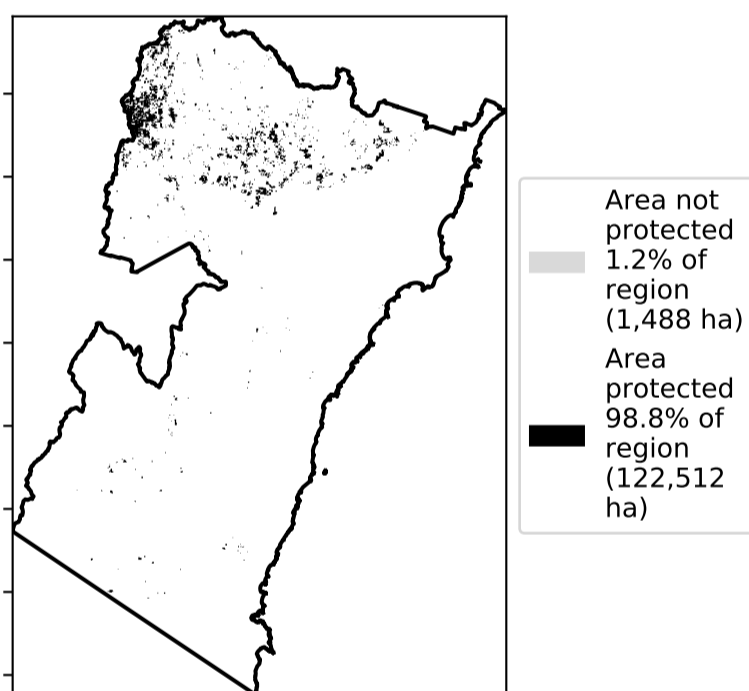 Area not
protected
1.2% of
region
(1,488 ha)
Area
protected
98.8% of
region
(122,512
ha)